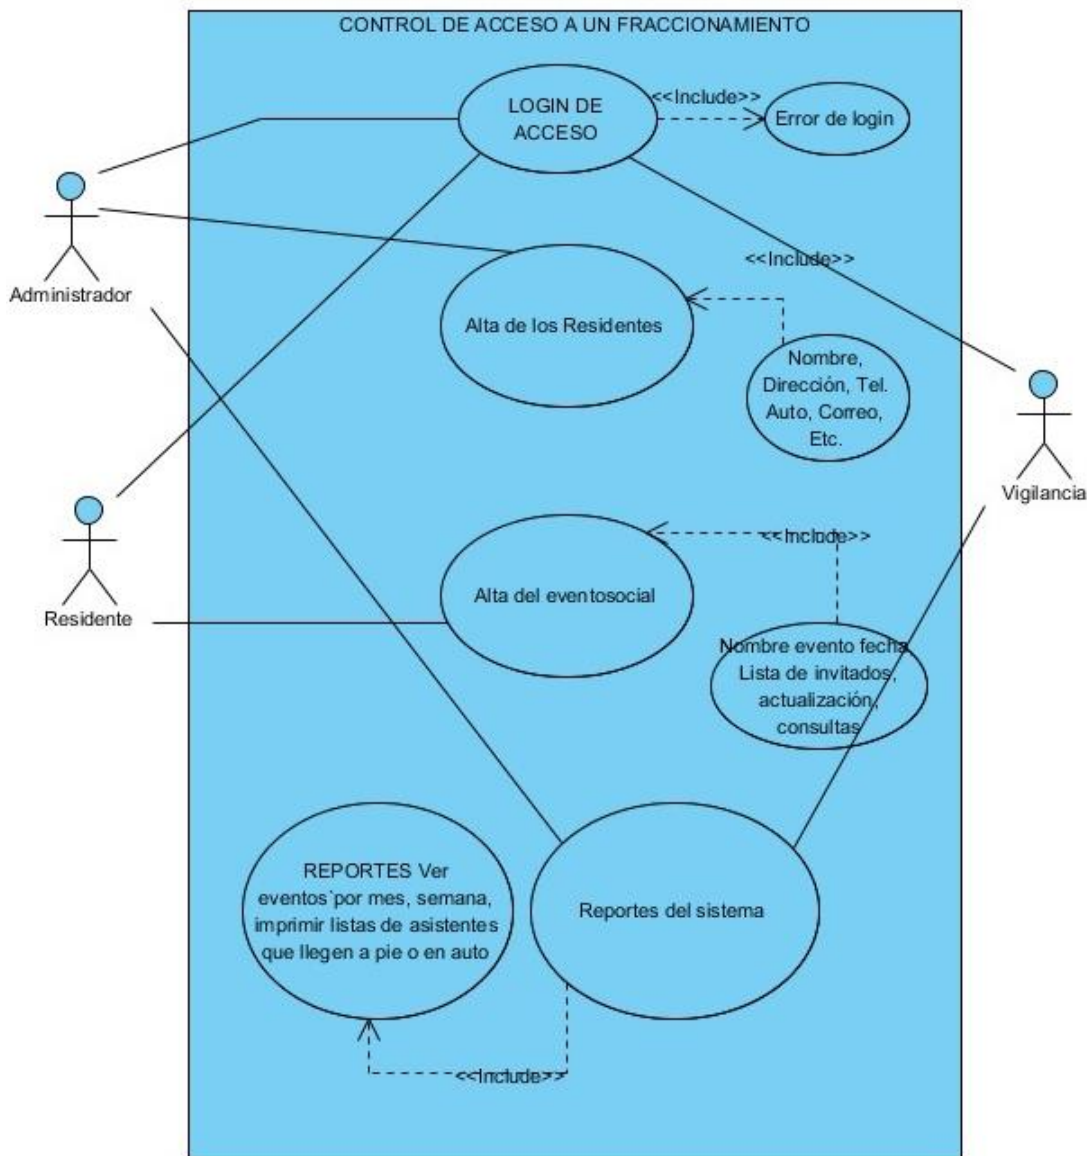 CONTROL DE ACCESO A UN FRACCIONAMIENTO
LOGIN DE
ACCESO
<<Include>>
Error de login
Administrador
Alta de los Residentes
<<Include>>
Nombre,
Dirección, Tel.
Auto, Correo,
Etc.
Vigilancia
Residente
Alta del eventosocial
<<Include>>
Nombre evento fecha
Lista de invitados,
actualización,
consultas
REPORTES Ver
eventos`por mes, semana,
imprimir listas de asistentes
que llegen a pie o en auto
Reportes del sistema
<<Include>>